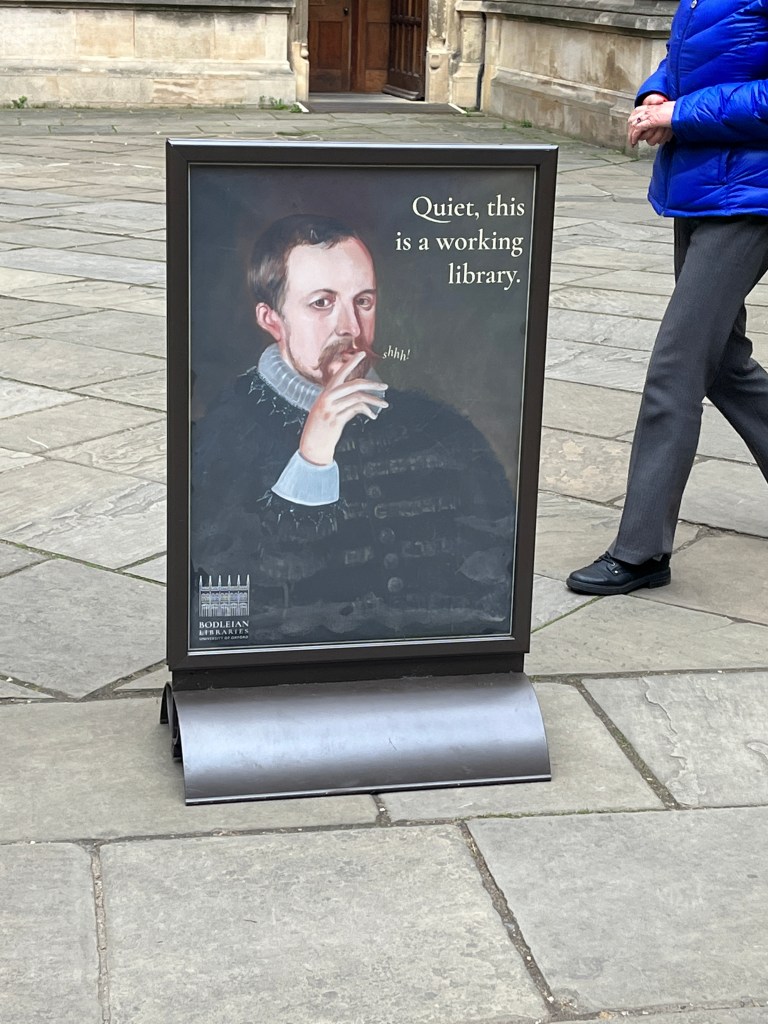 Quiet, this
is a working
library.
shhh!
BODLEIAN
LIBRARIES
UNIVERSITY OF OXFORD